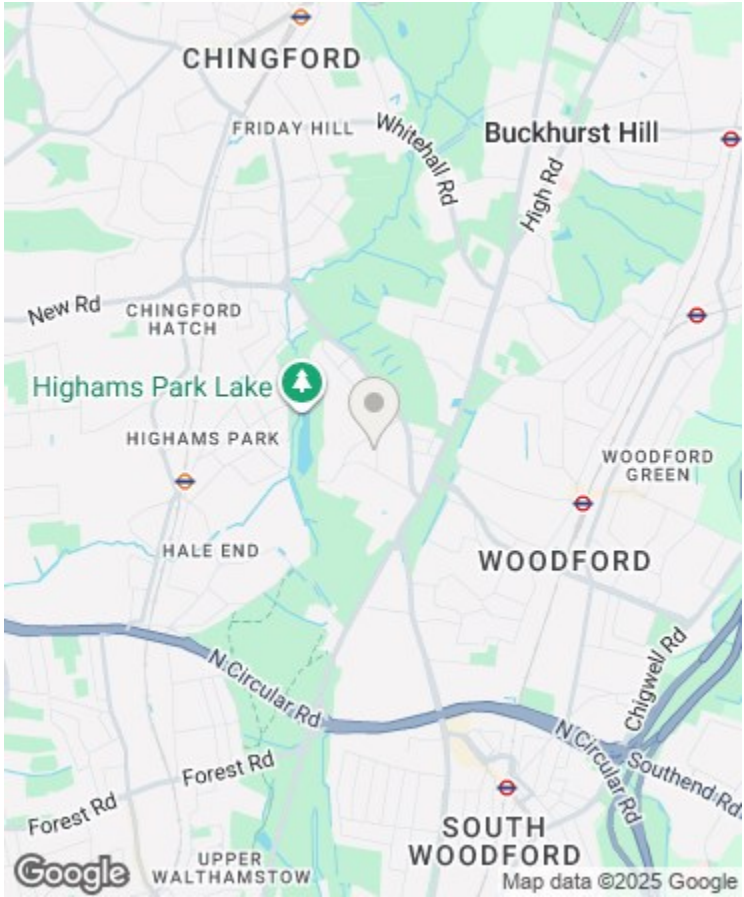 CHINGFORD
FRIDAY HILL
Whitehall Rd
Buckhurst Hill
High Rd
New Rd
CHINGFORD
HATCH
Highams Park Lake
HIGHAMS PARK
WOODFORD
GREEN
HALE END
WOODFORD
N Circular Rd
Chigwell Rd
N Circular Rd
Southend Rd
Forest Rd
Forest Rd
SOUTH
WOODFORD
UPPER
WALTHAMSTOW
Google
Map data ©2025 Google